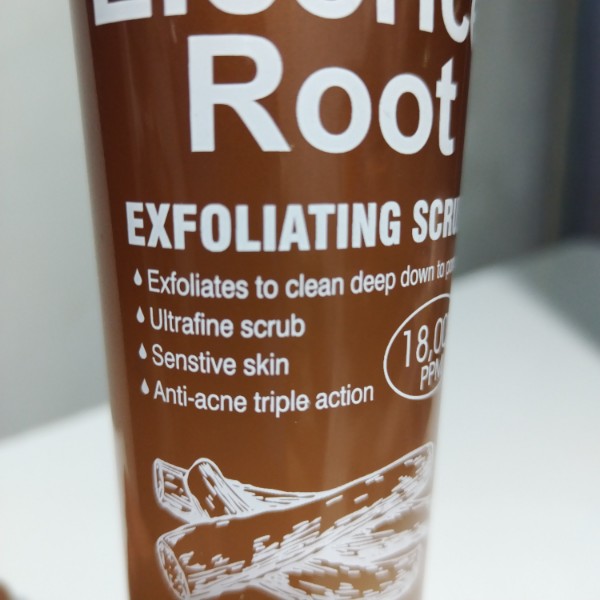 Root
EXFOLIATING
Exfoliates to clean deep down to
Ultrafine scrub
Senstive skin
Anti-acne triple action
PPM